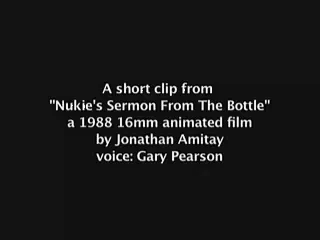 A short clip from
"Nukie's Sermon From The Bottle"
a 1988 16mm animated film
by Jonathan Amitay
voice: Gary Pearson